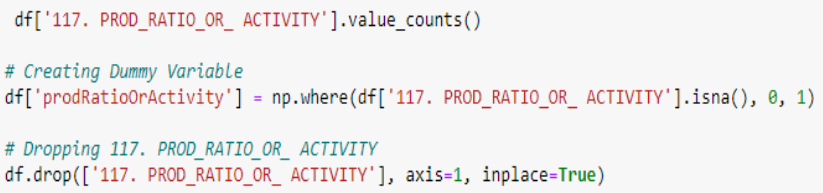 df['117. PROD_RATIO_OR_ ACTIVITY'].value_counts()
# Creating Dummy Variable
df['prodRatioOrActivity'] = np.where(df['117. PROD_RATIO_OR_ ACTIVITY'].isna(), 0, 1)
# Dropping 117. PROD_RATIO_OR_ ACTIVITY
df.drop(['117. PROD_RATIO_OR_ ACTIVITY'], axis=1, inplace=True)